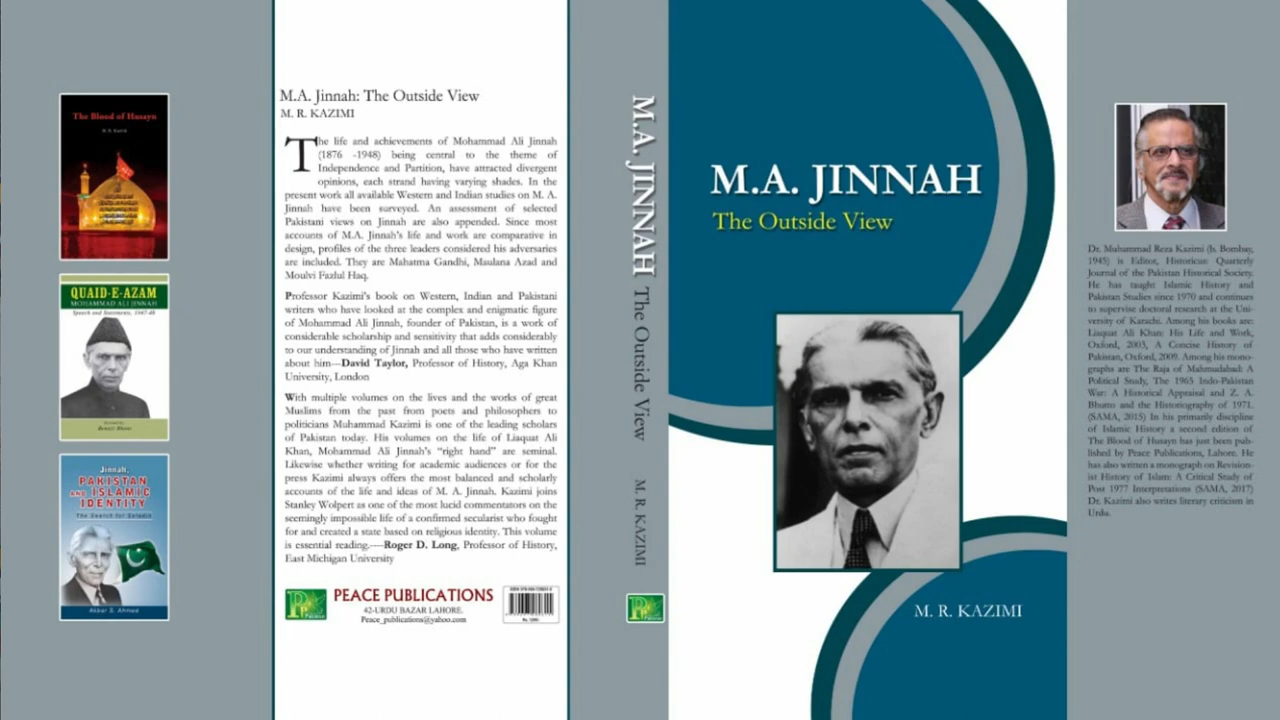 The Blood of Husayn
QUAID-E-AZAM
MOHAMMAD ALI JINNAH
Speech and Statements, 1947-48
Jinnah,
PAKISTAN
AND ISLAMIC
IDENTITY
The Search for Saladin
Akbar S. Ahmed
M.A. Jinnah: The Outside View
M. R. KAZIMI
The life and achievements of Mohammad Ali Jinnah
(1876 -1948) being central to the theme of
Independence and Partition, have attracted divergent
opinions, each strand having varying shades. In the
present work all available Western and Indian studies on M. A.
Jinnah have been surveyed. An assessment of selected
Pakistani views on Jinnah are also appended. Since most
accounts of M.A. Jinnah's life and work are comparative in
design, profiles of the three leaders considered his adversaries
are included. They are Mahatma Gandhi, Maulana Azad and
Moulvi Fazlul Haq.
Professor Kazimi's book on Western, Indian and Pakistani
writers who have looked at the complex and enigmatic figure
of Mohammad Ali Jinnah, founder of Pakistan, is a work of
considerable scholarship and sensitivity that adds considerably
to our understanding of Jinnah and all those who have written
about him---David Taylor, Professor of History, Aga Khan
University, London
With multiple volumes on the lives and the works of great
Muslims from the past from poets and philosophers to
politicians Muhammad Kazimi is one of the leading scholars
of Pakistan today. His volumes on the life of Liaquat Ali
Khan, Mohammad Ali Jinnah's “right hand” are seminal.
Likewise whether writing for academic audiences or for the
press Kazimi always offers the most balanced and scholarly
accounts of the life and ideas of M. A. Jinnah. Kazimi joins
Stanley Wolpert as one of the most lucid commentators on the
seemingly impossible life of a confirmed secularist who fought
for and created a state based on religious identity. This volume
is essential reading.----Roger D. Long, Professor of History,
East Michigan University
PEACE PUBLICATIONS
42-URDU BAZAR LAHORE.
Peace_publications@yahoo.com
M.A. JINNAH The Outside View M. R. KAZIMI
M.A. JINNAH
The Outside View
M. R. KAZIMI
Dr. Muhammad Reza Kazimi (b. Bombay,
1945) is Editor, Historicus: Quarterly
Journal of the Pakistan Historical Society.
He has taught Islamic History and
Pakistan Studies since 1970 and continues
to supervise doctoral research at the Uni-
versity of Karachi. Among his books are:
Liaquat Ali Khan: His Life and Work,
Oxford, 2003, A Concise History of
Pakistan, Oxford, 2009. Among his mono-
graphs are The Raja of Mahmudabad: A
Political Study, The 1965 Indo-Pakistan
War: A Historical Appraisal and Z. A.
Bhutto and the Historiography of 1971.
(SAMA, 2015) In his primarily discipline
of Islamic History a second edition of
The Blood of Husayn has just been pub-
lished by Peace Publications, Lahore. He
has also written a monograph on Revision-
ist History of Islam: A Critical Study of
Post 1977 Interpretations (SAMA, 2017)
Dr. Kazimi also writes literary criticism in
Urdu.